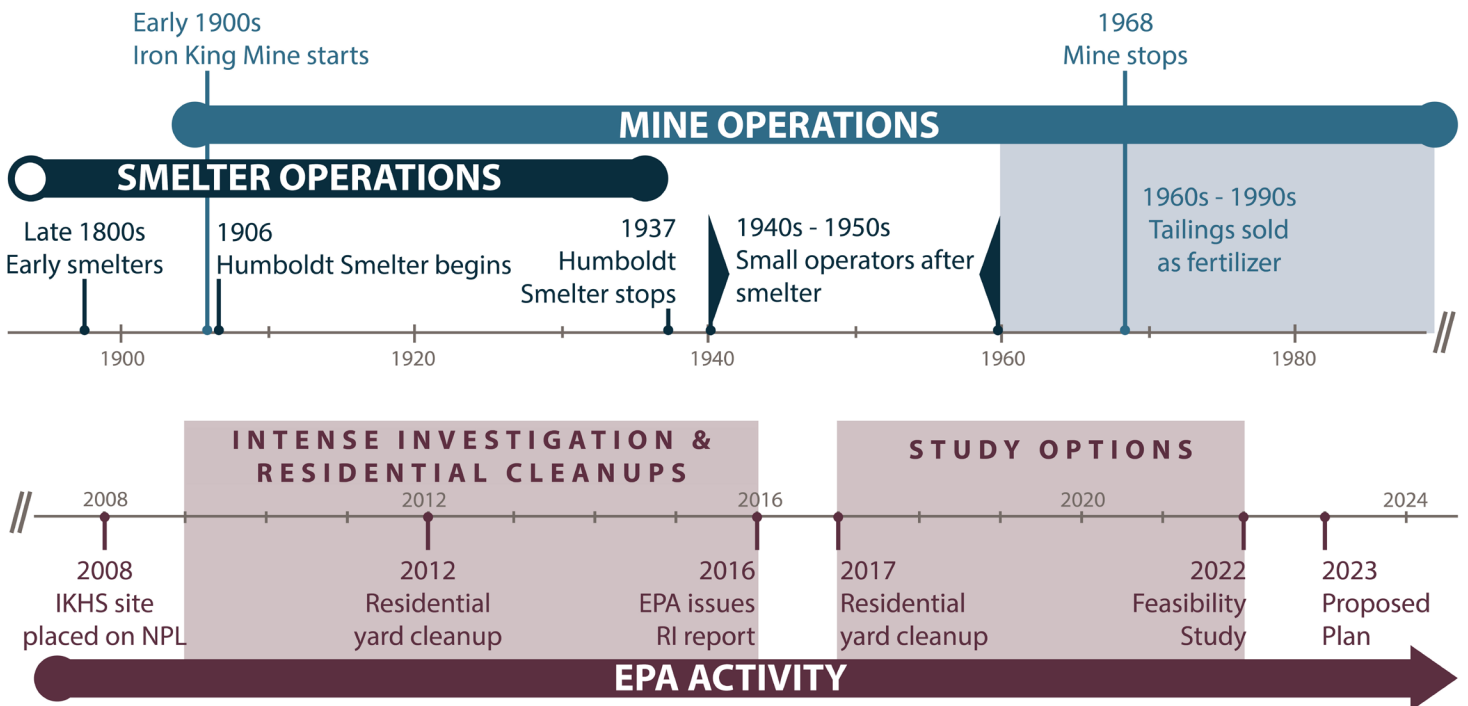 Early 1900s
Iron King Mine starts
1968
Mine stops
MINE OPERATIONS
SMELTER OPERATIONS
Late 1800s
Early smelters
1906
Humboldt Smelter begins
1937
Humboldt
Smelter stops
1940s - 1950s
Small operators after
smelter
1960s - 1990s
Tailings sold
as fertilizer
1900
1920
1940
1960
1980
INTENSE INVESTIGATION &
RESIDENTIAL CLEANUPS
STUDY OPTIONS
2008
2012
2016
2020
2024
2008
IKHS site
placed on NPL
2012
Residential
yard cleanup
2016
EPA issues
RI report
2017
Residential
yard cleanup
2022
Feasibility
Study
2023
Proposed
Plan
EPA ACTIVITY